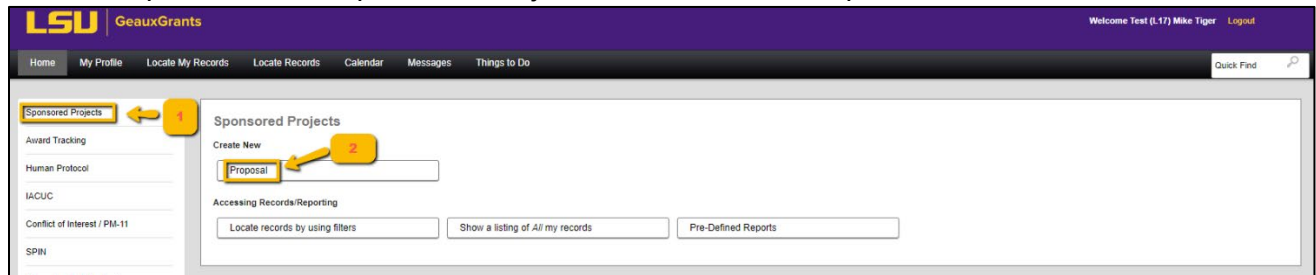 LSU GeauxGrants
Welcome Test (L17) Mike Tiger Logout
Home My Profile Locate My Records Locate Records Calendar Messages Things to Do
Quick Find
Sponsored Projects
1
Award Tracking
Human Protocol
IACUC
Conflict of Interest / PM-11
SPIN
Sponsored Projects
Create New
2
Proposal
Accessing Records/Reporting
Locate records by using filters Show a listing of All my records Pre-Defined Reports